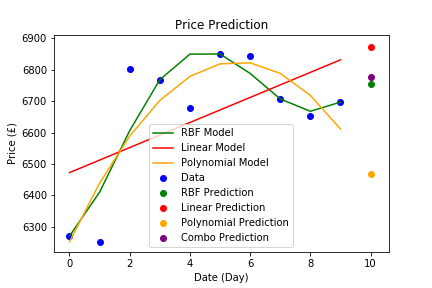 Price Prediction
6900
6800
6700
6600
6500
6400
6300
Price (£)
RBF Model
Linear Model
Polynomial Model
Data
RBF Prediction
Linear Prediction
Polynomial Prediction
Combo Prediction
0 2 4 6 8 10
Date (Day)